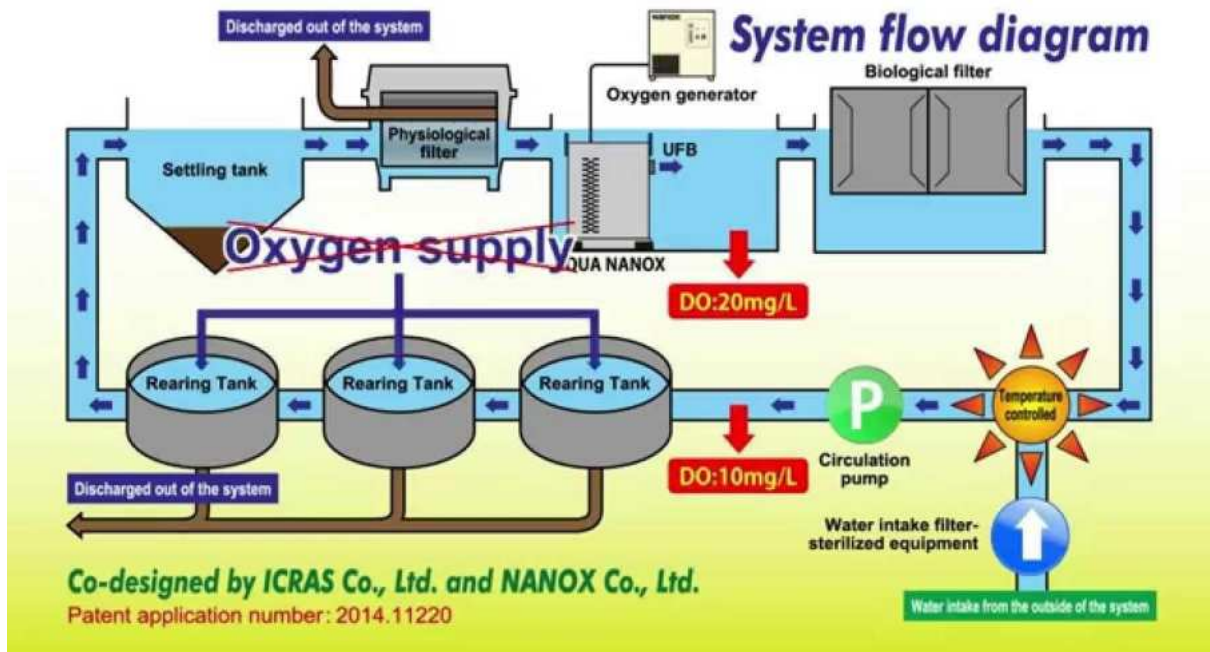 System flow diagram
Discharged out of the system
NANOX
Oxygen generator
Biological filter
Physiological
filter
UFB
Settling tank
Oxygen supply
QUA NANOX
DO:20mg/L
Rearing Tank
Rearing Tank
Rearing Tank
P
Temperature
controlled
Circulation
pump
DO:10mg/L
Discharged out of the system
Water intake filter-
sterilized equipment
Co-designed by ICRAS Co., Ltd. and NANOX Co., Ltd.
Patent application number : 2014.11220
Water intake from the outside of the system